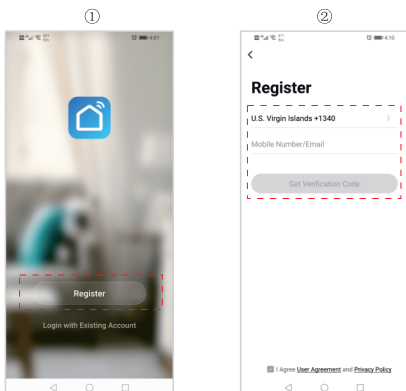 ①
4:01
Register
Login with Existing Account
②
4:10
Register
U.S. Virgin Islands +1340
Mobile Number/Email
Get Verification Code
I Agree User Agreement and Privacy Policy